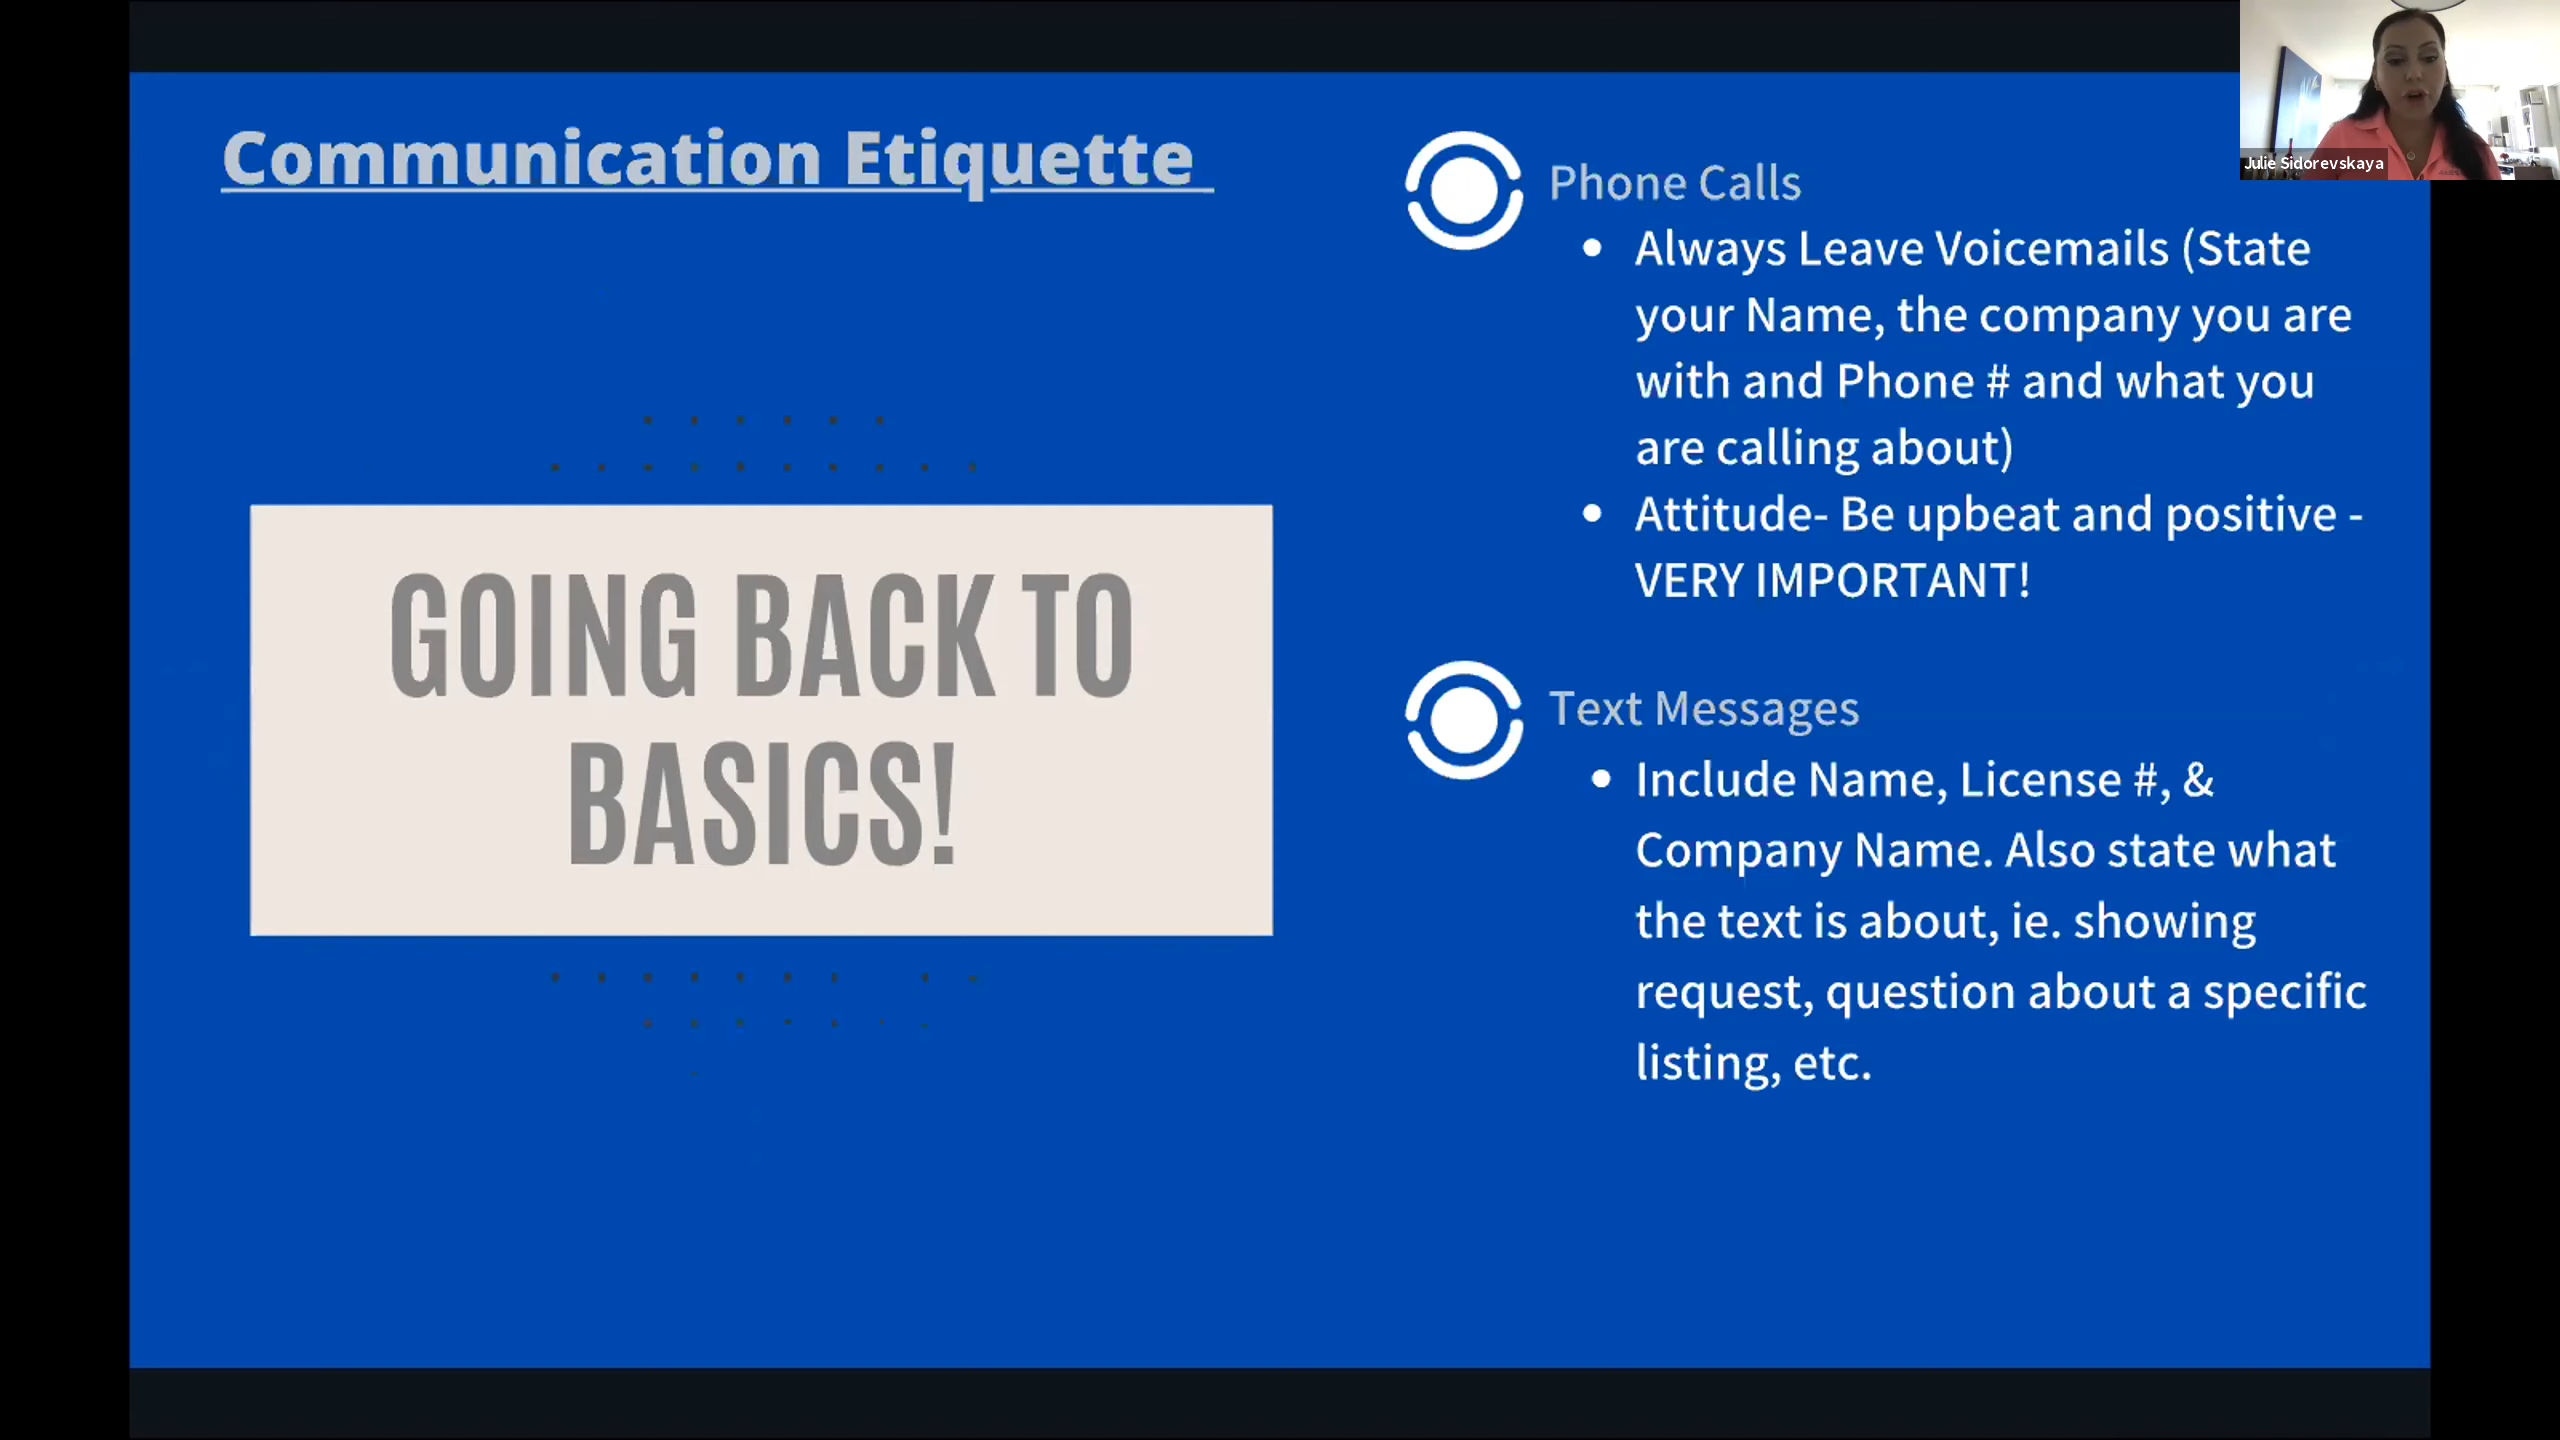 Communication Etiquette
GOING BACK TO
BASICS!
Phone Calls
• Always Leave Voicemails (State
your Name, the company you are
with and Phone # and what you
are calling about)
• Attitude- Be upbeat and positive -
VERY IMPORTANT!
Text Messages
• Include Name, License #, &
Company Name. Also state what
the text is about, ie. showing
request, question about a specific
listing, etc.
Julie Sidorevskaya